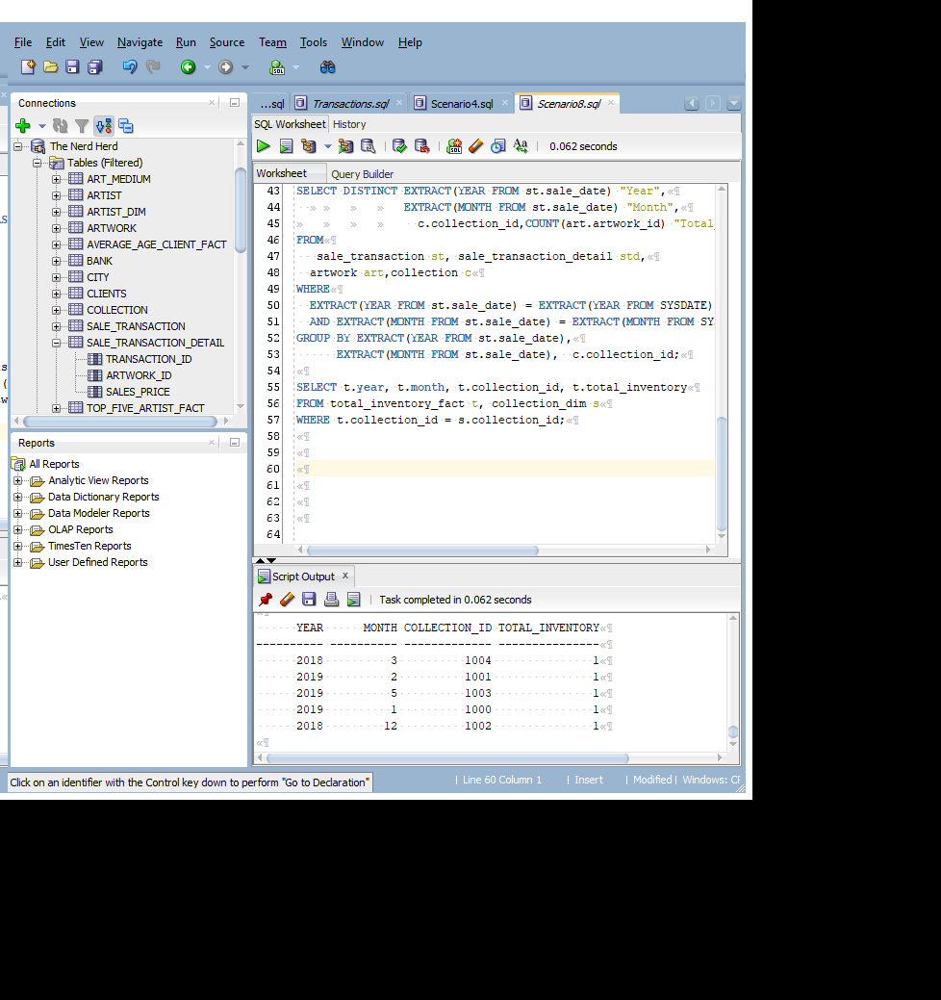 File Edit View Navigate Run Source Team Tools Window Help
Connections
The Nerd Herd
Tables (Filtered)
ART_MEDIUM
ARTIST
ARTIST_DIM
ARTWORK
AVERAGE_AGE_CLIENT_FACT
BANK
CITY
CLIENTS
COLLECTION
SALE_TRANSACTION
SALE_TRANSACTION_DETAIL
TRANSACTION_ID
ARTWORK_ID
SALES_PRICE
TOP_FIVE_ARTIST_FACT
Reports
All Reports
Analytic View Reports
Data Dictionary Reports
Data Modeler Reports
OLAP Reports
TimesTen Reports
User Defined Reports
...sql Transactions.sql Scenario4.sql Scenario8.sql
SQL Worksheet History
0.062 seconds
Worksheet Query Builder
43 SELECT DISTINCT EXTRACT(YEAR FROM st.sale_date) "Year",
44 EXTRACT(MONTH FROM st.sale_date) "Month",
45 c.collection_id,COUNT(art.artwork_id) "Total_
46 FROM
47 sale_transaction st, sale_transaction_detail std,
48 artwork art,collection c
49 WHERE
50 EXTRACT(YEAR FROM st.sale_date) = EXTRACT(YEAR FROM SYSDATE)
51 AND EXTRACT(MONTH FROM st.sale_date) = EXTRACT(MONTH FROM SY
52 GROUP BY EXTRACT(YEAR FROM st.sale_date),
53 EXTRACT(MONTH FROM st.sale_date), c.collection_id;
54
55 SELECT t.year, t.month, t.collection_id, t.total_inventory
56 FROM total_inventory_fact t, collection_dim s
57 WHERE t.collection_id = s.collection_id;
58
59
60
61
62
63
64
Script Output x
Task completed in 0.062 seconds
YEAR MONTH COLLECTION_ID TOTAL_INVENTORY
---------- ---------- ------------- ---------------
2018 3 1004 1
2019 2 1001 1
2019 5 1003 1
2019 1 1000 1
2018 12 1002 1
Click on an identifier with the Control key down to perform "Go to Declaration"
| Line 60 Column 1 | Insert | Modified | Windows: CF